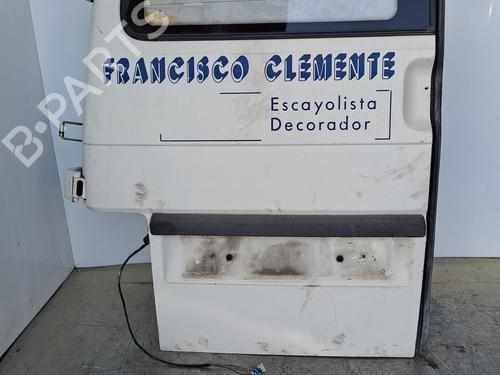 B-PARTS
FRANCISCO CLEMENTE
Escayolista
Decorador